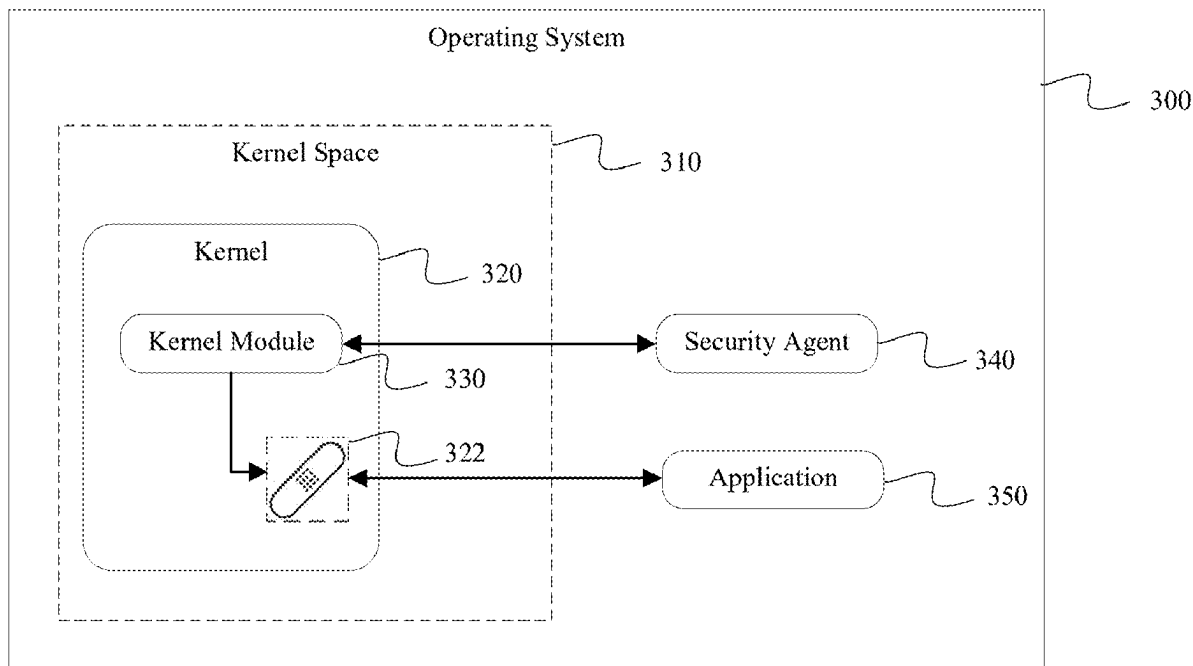 Operating System
300
Kernel Space
310
Kernel
320
Kernel Module
330
Security Agent
340
322
Application
350